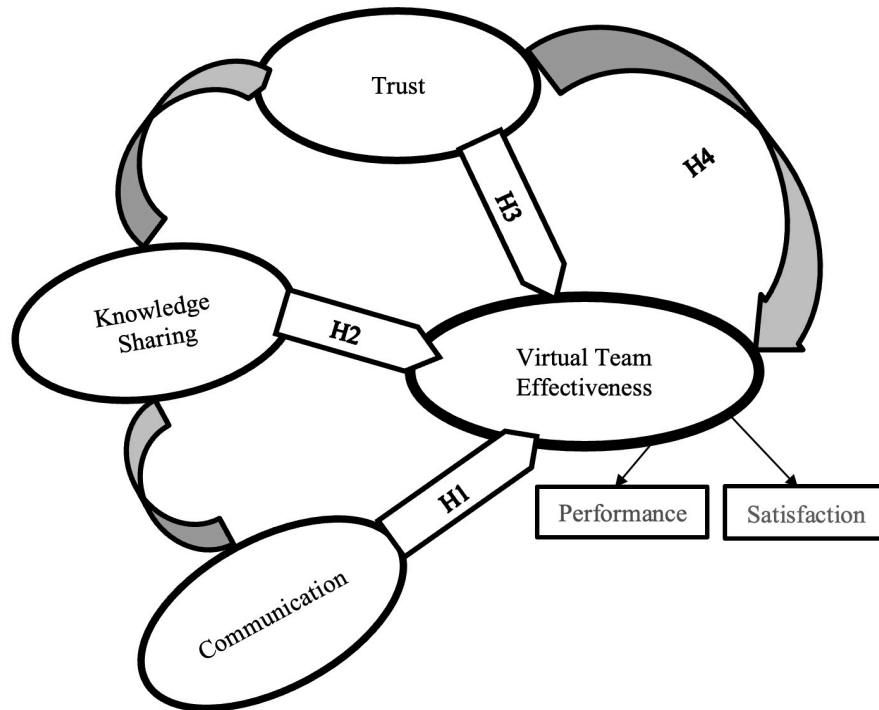 Trust
H4
H3
Knowledge
Sharing
H2
Virtual Team
Effectiveness
H1
Performance
Satisfaction
Communication